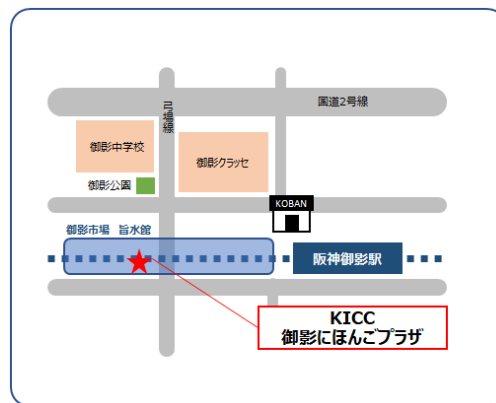 国道2号線
弓場線
御影中学校
御影クラッセ
御影公園
KOBAN
御影市場　旨水館
阪神御影駅
KICC
御影にほんごプラザ